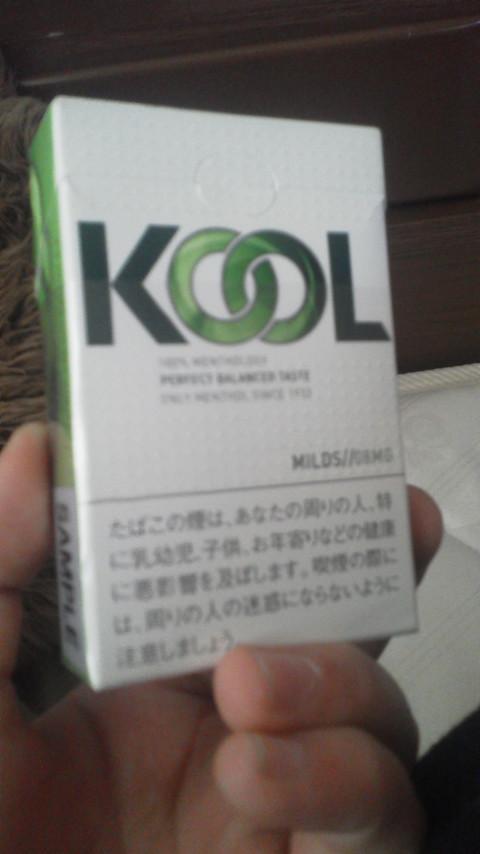 KOOL
100% MENTHOLOGY
PERFECT BALANCED TASTE
ONLY MENTHOL SINCE 1933
MILDS//08MG
たばこの煙は、あなたの周りの人、特
に乳幼児、子供、お年寄りなどの健康
に悪影響を及ぼします。喫煙の際に
は、周りの人の迷惑にならないように
注意しましょう。
SAMPLE